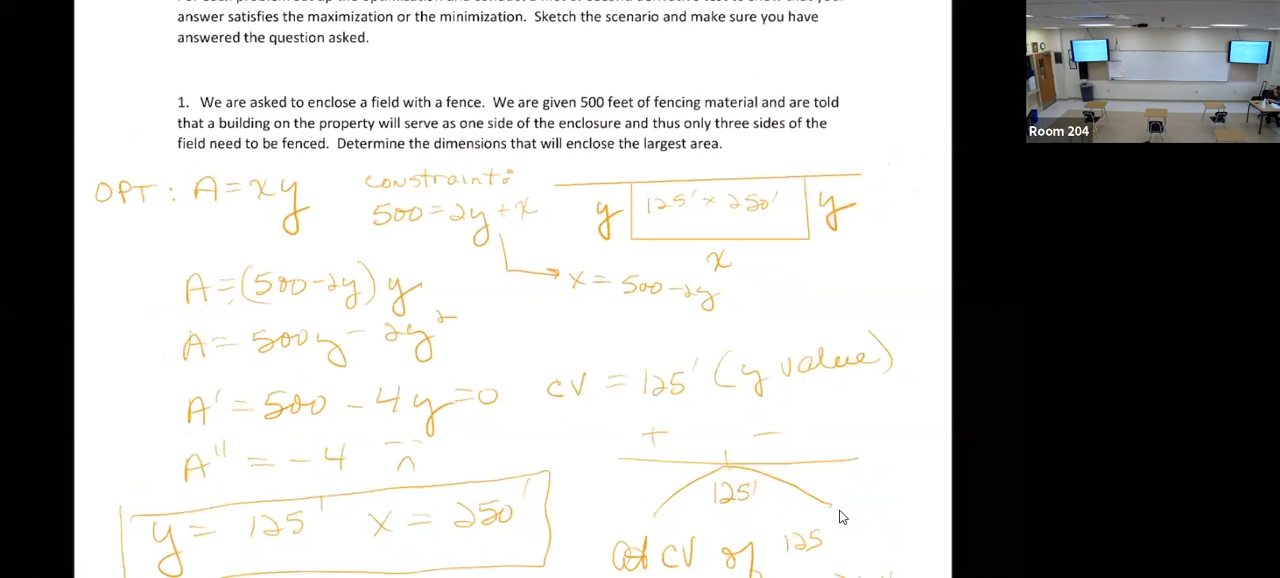 answer satisfies the maximization or the minimization. Sketch the scenario and make sure you have
answered the question asked.
1. We are asked to enclose a field with a fence. We are given 500 feet of fencing material and are told
that a building on the property will serve as one side of the enclosure and thus only three sides of the
field need to be fenced. Determine the dimensions that will enclose the largest area.
OPT: A = xy
constraint:
500 = 2y + x
y 125' x 250' y
x
x = 500 - 2y
A = (500 - 2y) y
A = 500y - 2y²
A' = 500 - 4y = 0
CV = 125' (y value)
A'' = -4
+ -
125'
y = 125' x = 250'
CV of 125
Room 204